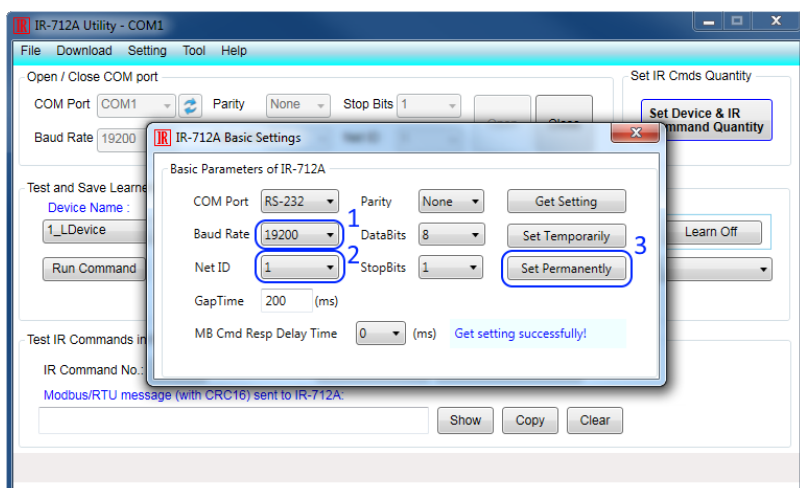 IR-712A Utility - COM1
File Download Setting Tool Help
Open / Close COM port
Set IR Cmds Quantity
COM Port COM1 Parity None Stop Bits 1
Set Device & IR
mmand Quantity
Baud Rate 19200
Close
IR IR-712A Basic Settings
Basic Parameters of IR-712A
COM Port RS-232 Parity None Get Setting
1
Baud Rate 19200 DataBits 8 Set Temporarily
2
3
Net ID 1 StopBits 1 Set Permanently
GapTime 200 (ms)
MB Cmd Resp Delay Time 0 (ms) Get setting successfully!
Test and Save Learne
Device Name :
1_LDevice
Learn Off
Run Command
Test IR Commands in
IR Command No.:
Modbus/RTU message (with CRC16) sent to IR-712A:
Show Copy Clear